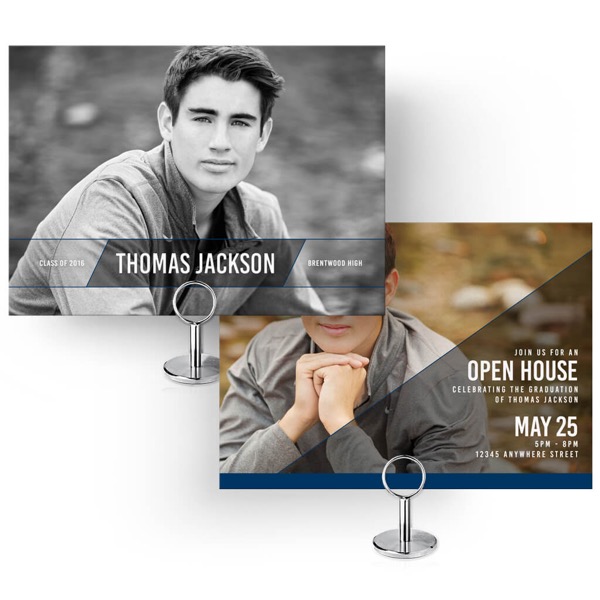 CLASS OF 2016
THOMAS JACKSON
BRENTWOOD HIGH
JOIN US FOR AN
OPEN HOUSE
CELEBRATING THE GRADUATION
OF THOMAS JACKSON
MAY 25
5PM - 8PM
12345 ANYWHERE STREET